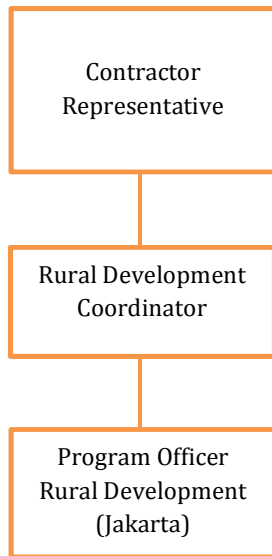 Contractor
Representative
Rural Development
Coordinator
Program Officer
Rural Development
(Jakarta)